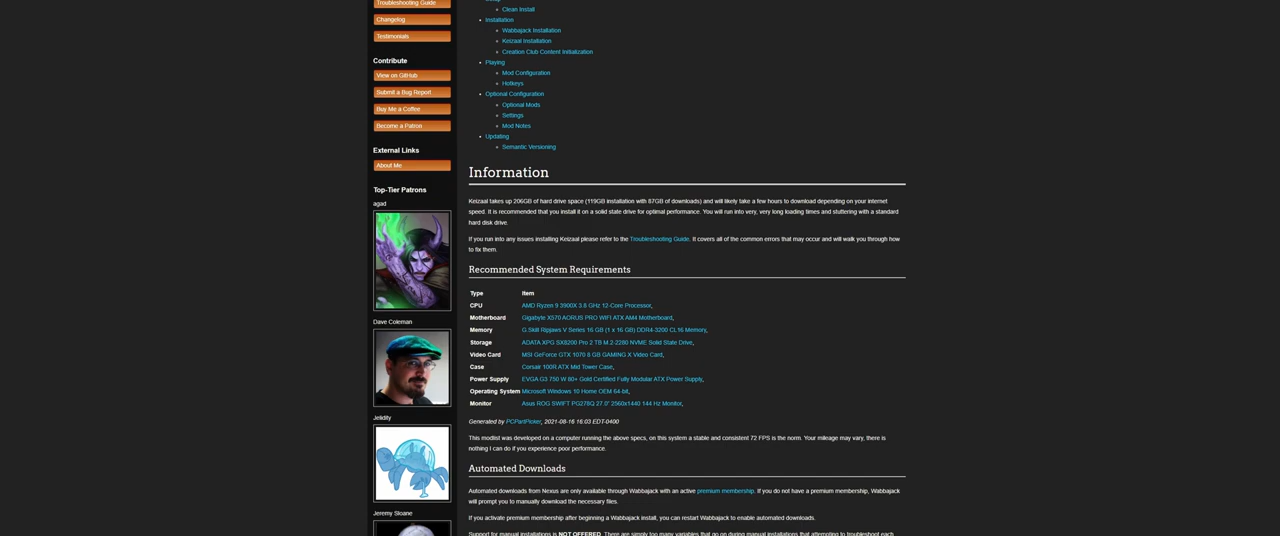 Troubleshooting Guide
Changelog
Testimonials
Contribute
View on GitHub
Submit a Bug Report
Buy Me a Coffee
Become a Patron
External Links
About Me
Top-Tier Patrons
agad
Dave Coleman
Jelidity
Jeremy Sloane
Clean Install
Installation
Wabbajack Installation
Keizaal Installation
Creation Club Content Initialization
Playing
Mod Configuration
Hotkeys
Optional Configuration
Optional Mods
Settings
Mod Notes
Updating
Semantic Versioning
Information
Keizaal takes up 206GB of hard drive space (119GB installation with 87GB of downloads) and will likely take a few hours to download depending on your internet
speed. It is recommended that you install it on a solid state drive for optimal performance. You will run into very, very long loading times and stuttering with a standard
hard disk drive.
If you run into any issues installing Keizaal please refer to the Troubleshooting Guide. It covers all of the common errors that may occur and will walk you through how
to fix them.
Recommended System Requirements
Type Item
CPU AMD Ryzen 9 3900X 3.8 GHz 12-Core Processor,
Motherboard Gigabyte X570 AORUS PRO WIFI ATX AM4 Motherboard,
Memory G.Skill Ripjaws V Series 16 GB (1 x 16 GB) DDR4-3200 CL16 Memory,
Storage ADATA XPG SX8200 Pro 2 TB M.2-2280 NVME Solid State Drive,
Video Card MSI GeForce GTX 1070 8 GB GAMING X Video Card,
Case Corsair 100R ATX Mid Tower Case,
Power Supply EVGA G3 750 W 80+ Gold Certified Fully Modular ATX Power Supply,
Operating System Microsoft Windows 10 Home OEM 64-bit,
Monitor Asus ROG SWIFT PG278Q 27.0" 2560x1440 144 Hz Monitor,
Generated by PCPartPicker, 2021-08-16 16:03 EDT-0400
This modlist was developed on a computer running the above specs, on this system a stable and consistent 72 FPS is the norm. Your mileage may vary, there is
nothing I can do if you experience poor performance.
Automated Downloads
Automated downloads from Nexus are only available through Wabbajack with an active premium membership. If you do not have a premium membership, Wabbajack
will prompt you to manually download the necessary files.
If you activate premium membership after beginning a Wabbajack install, you can restart Wabbajack to enable automated downloads.
Support for manual installations is NOT OFFERED. There are simply too many variables that go on during manual installations that attempting to troubleshoot each